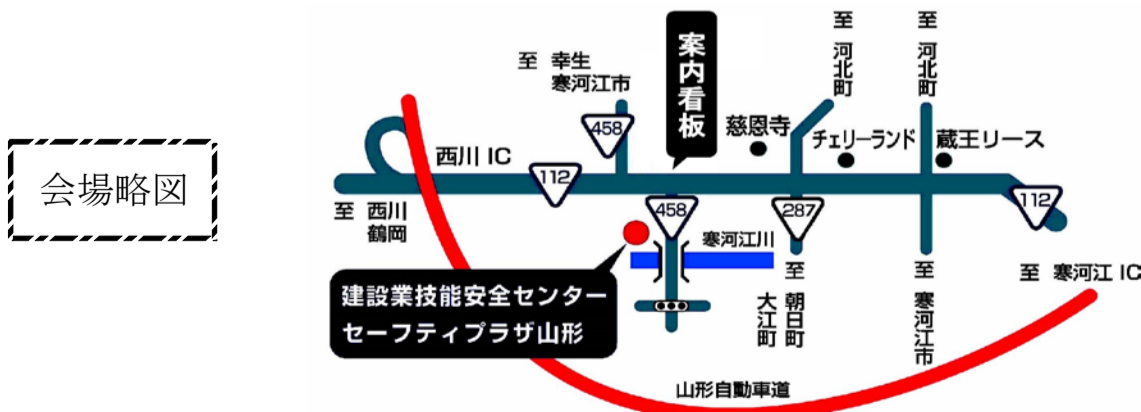 会場略図
至 幸生
寒河江市
案内看板
至 河北町
至 河北町
458
慈恩寺
チェリーランド
蔵王リース
西川 IC
112
至 西川
鶴岡
458
287
112
寒河江川
建設業技能安全センター
セーフティプラザ山形
至 朝日町
大江町
至 寒河江市
至 寒河江 IC
山形自動車道